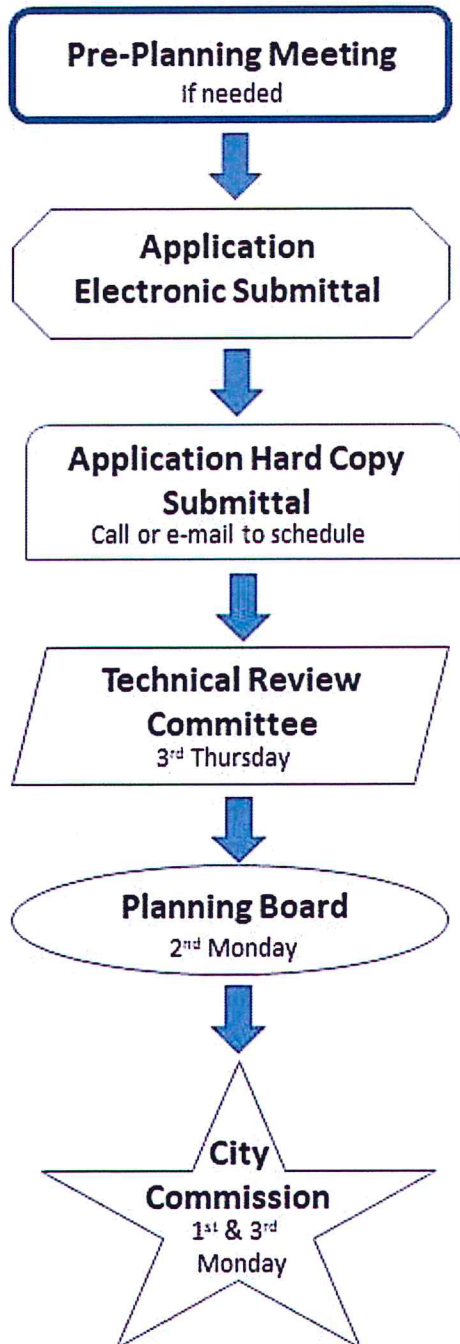 Pre-Planning Meeting
If needed
Application
Electronic Submittal
Application Hard Copy
Submittal
Call or e-mail to schedule
Technical Review
Committee
3rd Thursday
Planning Board
2nd Monday
City
Commission
1st & 3rd
Monday